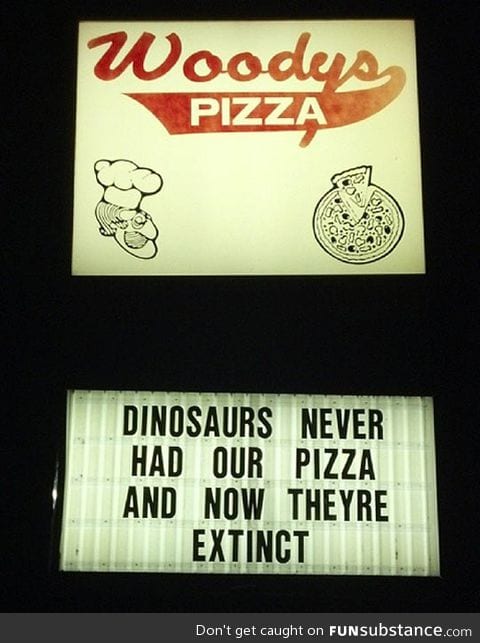 Woodys
PIZZA
DINOSAURS NEVER
HAD OUR PIZZA
AND NOW THEYRE
EXTINCT
Don't get caught on FUNsubstance.com